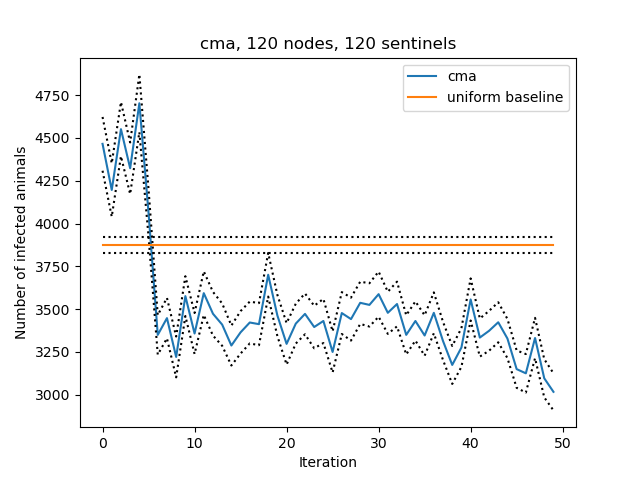 cma, 120 nodes, 120 sentinels
cma
uniform baseline
Number of infected animals
4750
4500
4250
4000
3750
3500
3250
3000
0 10 20 30 40 50
Iteration